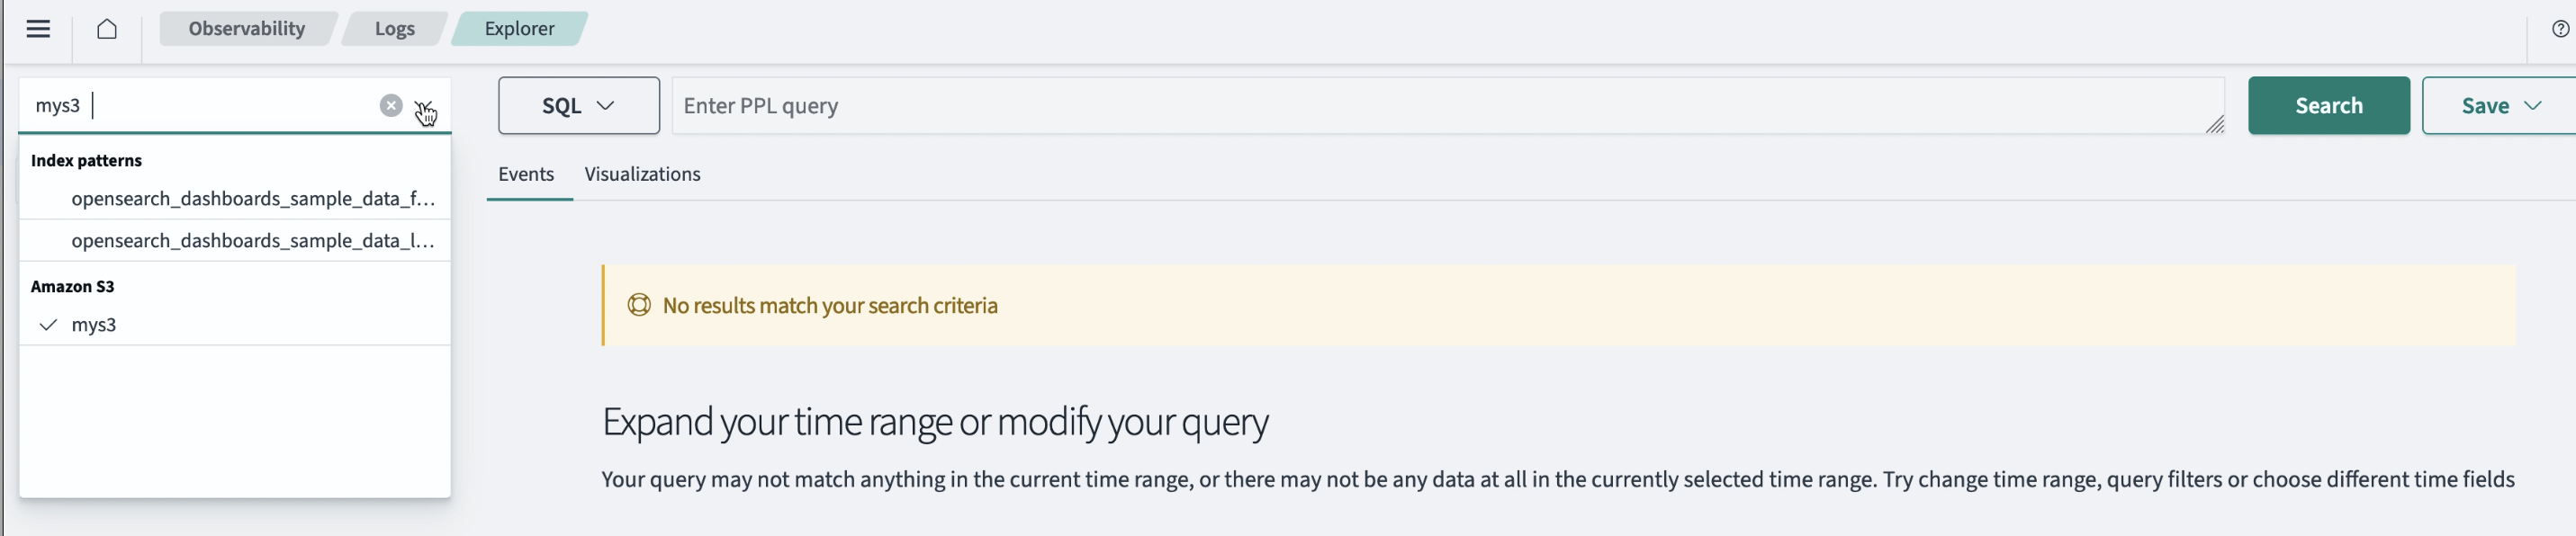 Observability Logs Explorer
mys3
SQL
Enter PPL query
Search
Save
Index patterns
opensearch_dashboards_sample_data_f...
opensearch_dashboards_sample_data_l...
Amazon S3
mys3
Events Visualizations
No results match your search criteria
Expand your time range or modify your query
Your query may not match anything in the current time range, or there may not be any data at all in the currently selected time range. Try change time range, query filters or choose different time fields